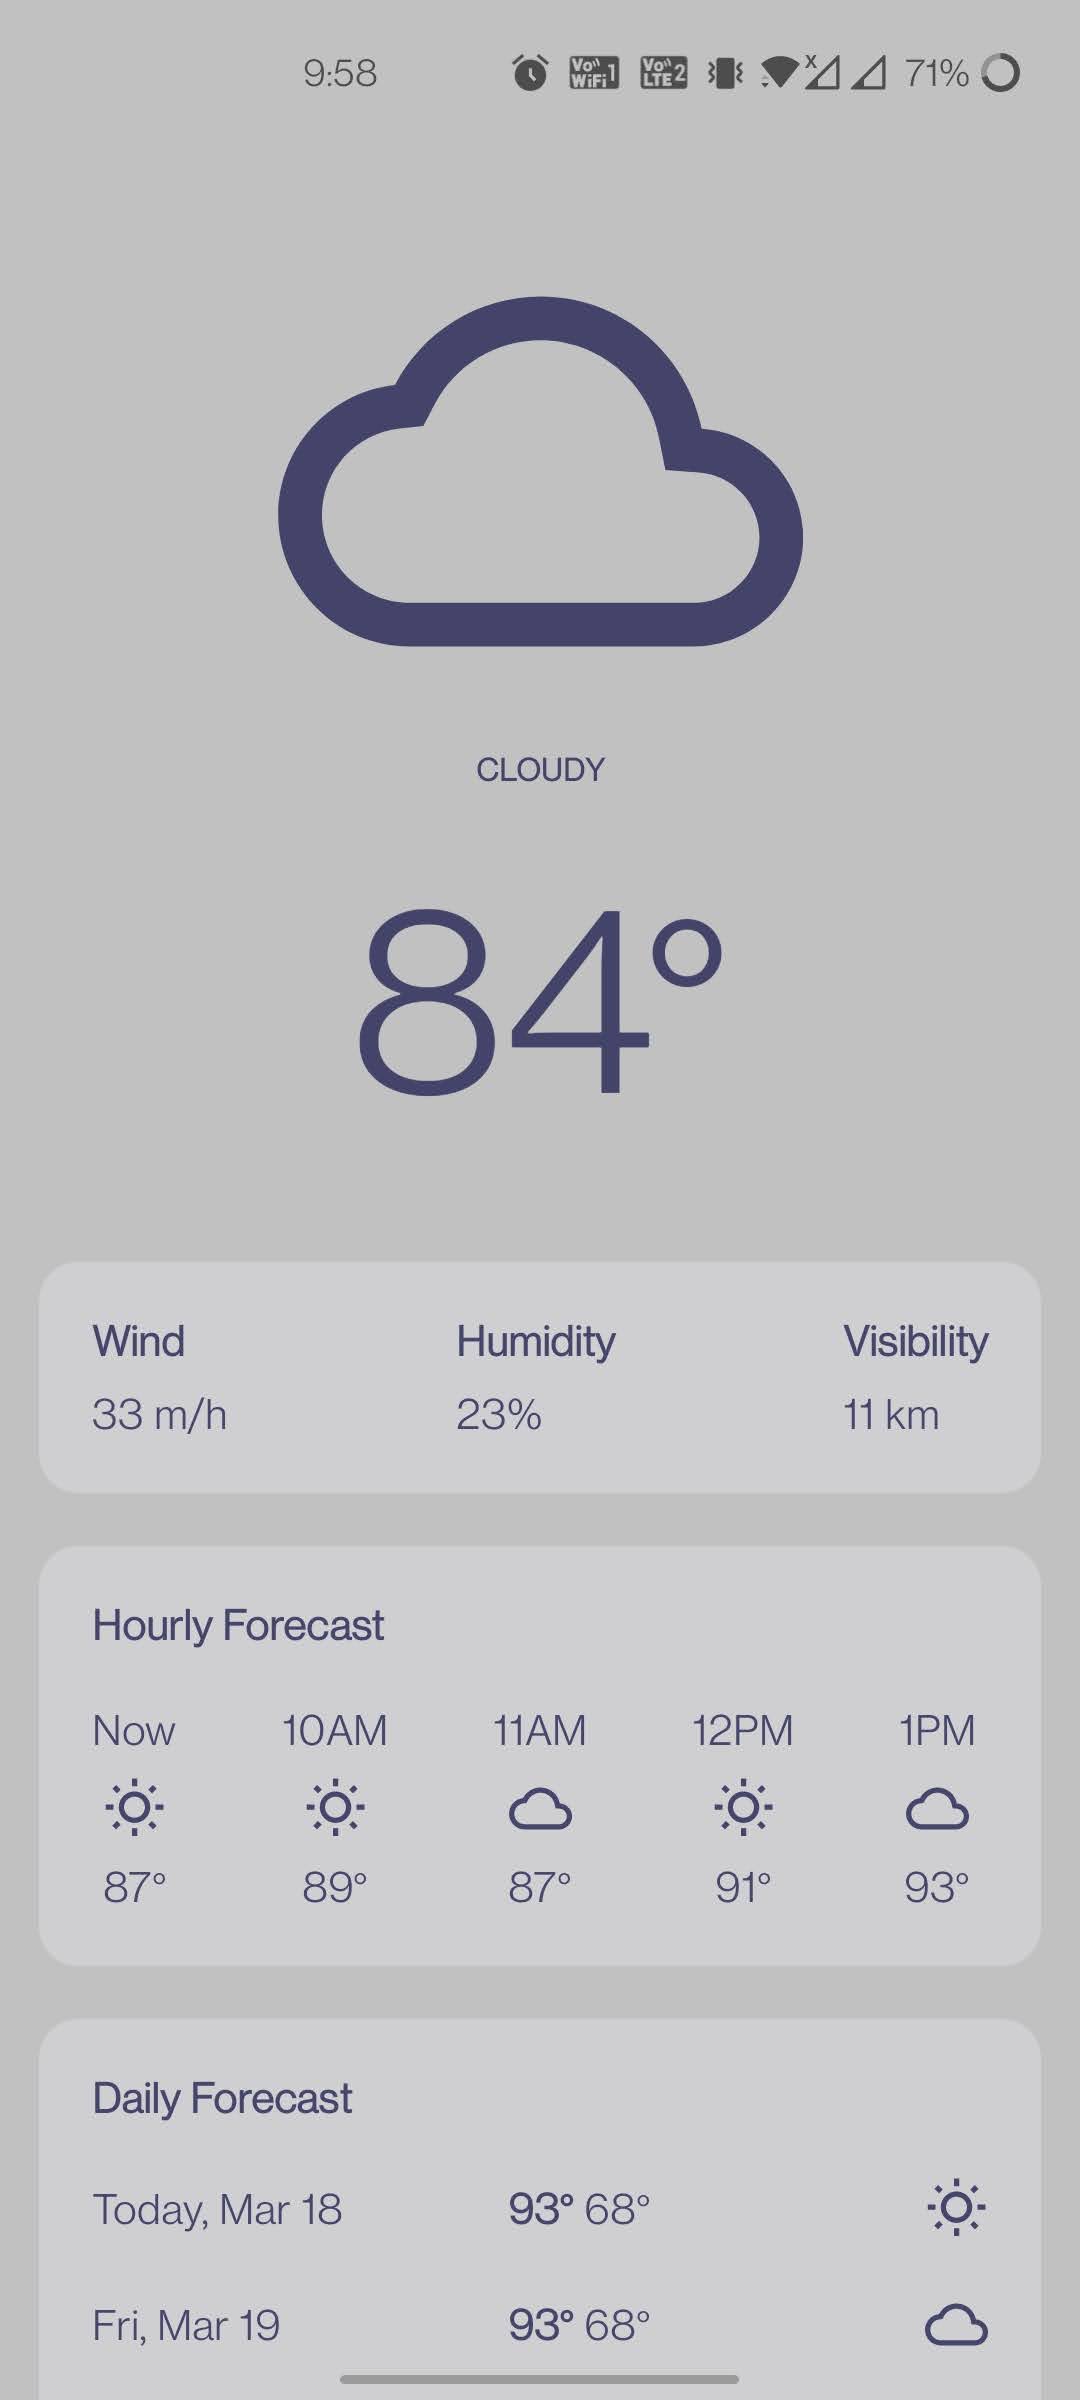 9:58 Vo WiFi 1 Vo LTE 2 x 71%
CLOUDY
84°
Wind Humidity Visibility
33 m/h 23% 11 km
Hourly Forecast
Now 10AM 11AM 12PM 1PM
87° 89° 87° 91° 93°
Daily Forecast
Today, Mar 18 93° 68°
Fri, Mar 19 93° 68°